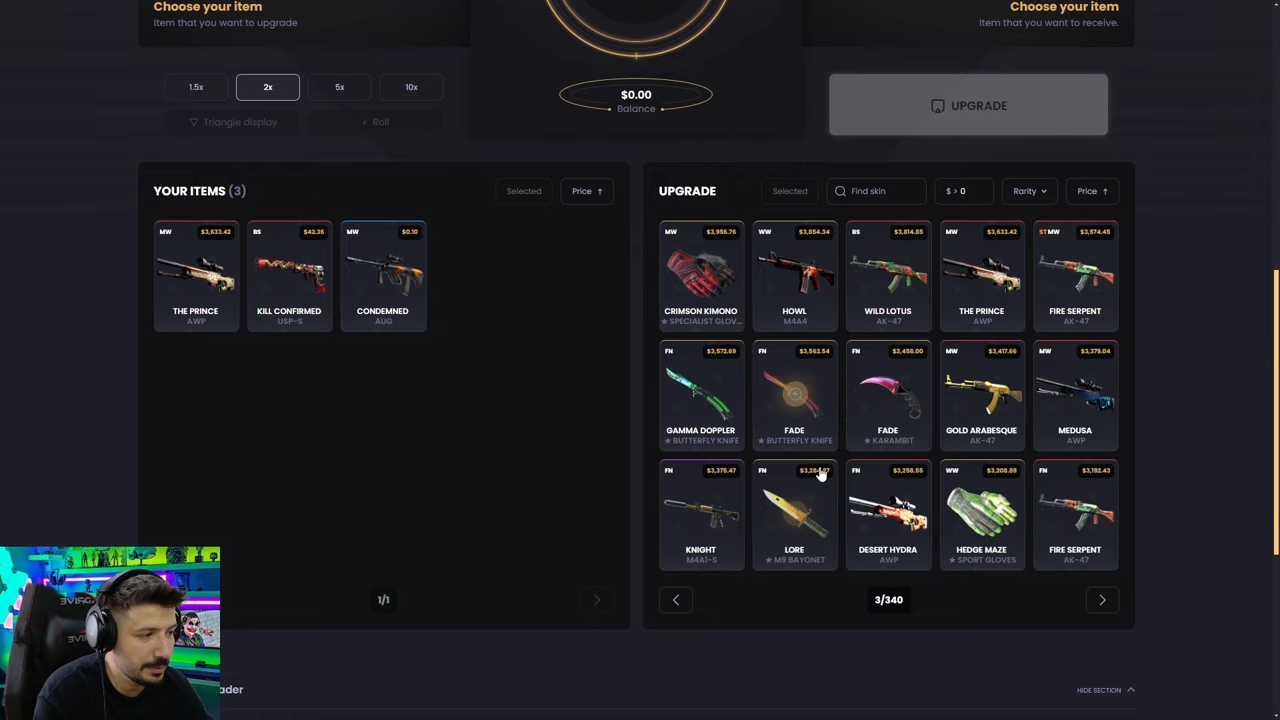 Choose your item
Item that you want to upgrade
Choose your item
Item that you want to receive.
1.5x
2x
5x
10x
$0.00
Balance
UPGRADE
Triangle display
Roll
YOUR ITEMS (3)
Selected
Price
UPGRADE
Selected
Find skin
$ > 0
Rarity
Price
MW $3,633.42
THE PRINCE
AWP
BS $42.36
KILL CONFIRMED
USP-S
MW $0.10
CONDEMNED
AUG
MW $3,956.76
CRIMSON KIMONO
★ SPECIALIST GLOV...
WW $3,854.34
HOWL
M4A4
BS $3,814.85
WILD LOTUS
AK-47
MW $3,633.42
THE PRINCE
AWP
ST MW $3,574.45
FIRE SERPENT
AK-47
FN $3,572.69
GAMMA DOPPLER
★ BUTTERFLY KNIFE
FN $3,562.54
FADE
★ BUTTERFLY KNIFE
FN $3,458.00
FADE
★ KARAMBIT
MW $3,417.66
GOLD ARABESQUE
AK-47
MW $3,379.04
MEDUSA
AWP
FN $3,375.47
KNIGHT
M4A1-S
FN
LORE
★ M9 BAYONET
FN $3,258.55
DESERT HYDRA
AWP
WW $3,208.89
HEDGE MAZE
★ SPORT GLOVES
FN $3,192.43
FIRE SERPENT
AK-47
1/1
3/340
ader
HIDE SECTION